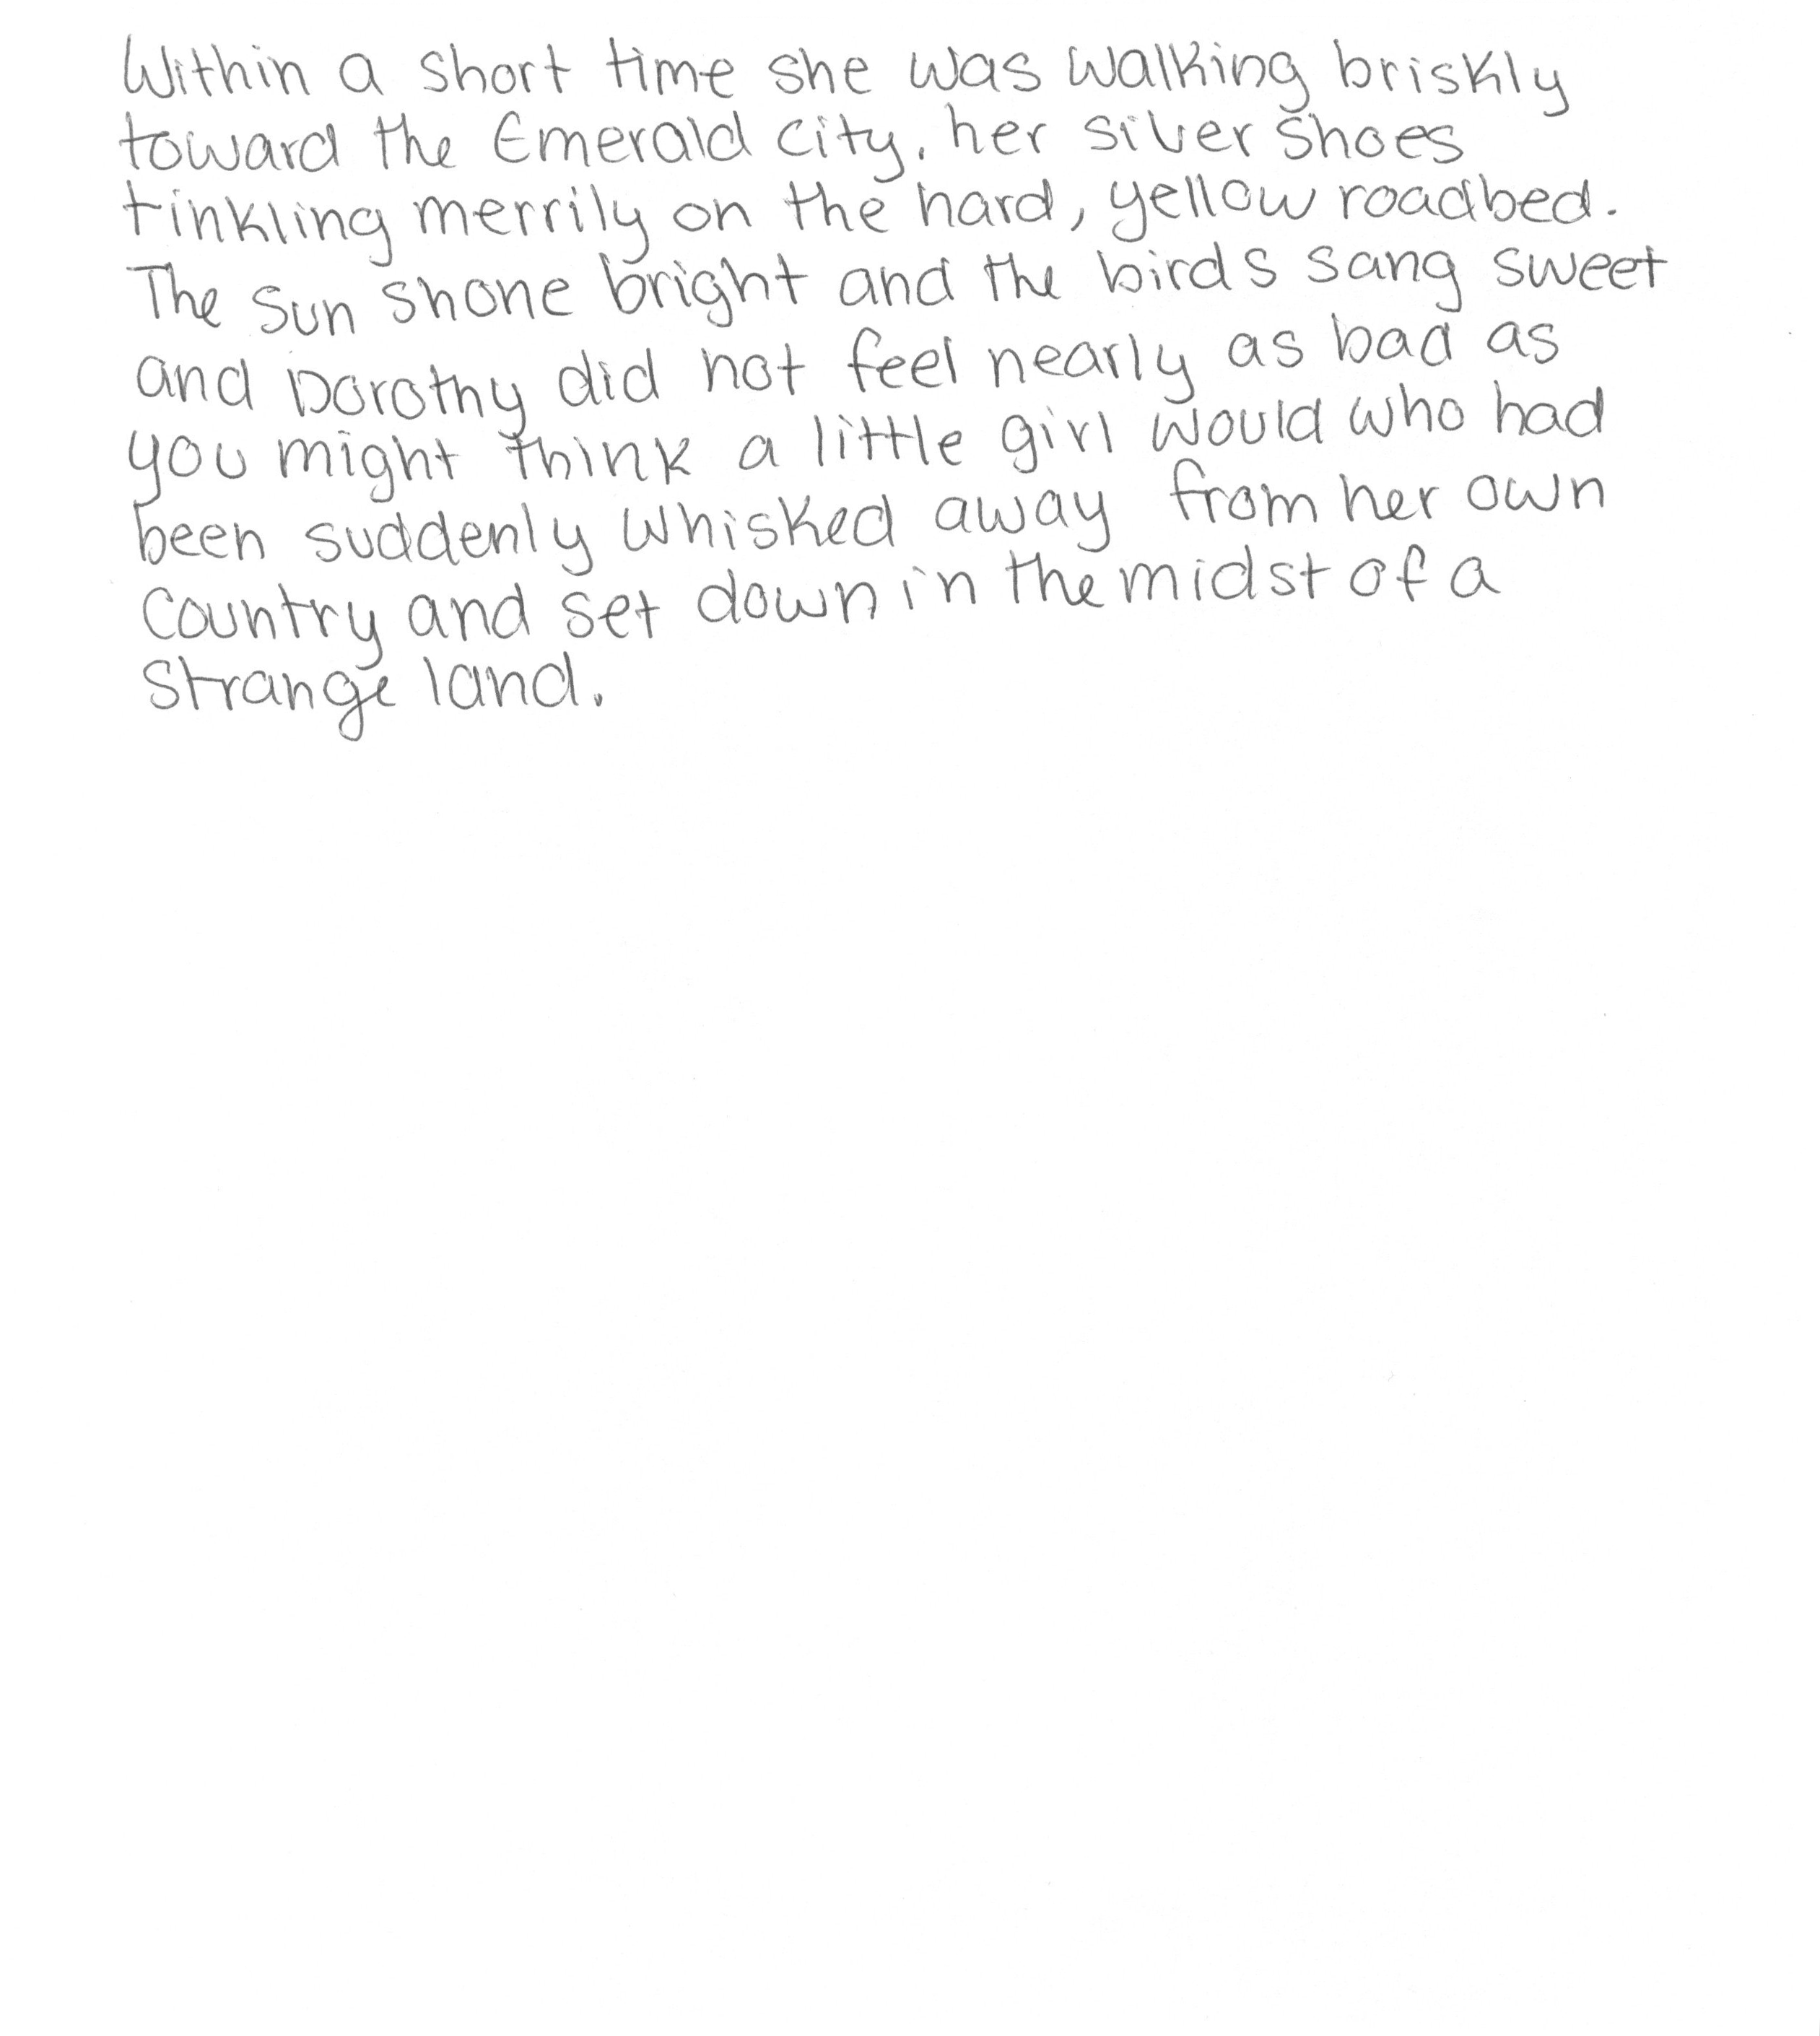 Within a short time she was walking briskly
toward the Emerald City, her silver shoes
tinkling merrily on the hard, yellow roadbed.
The sun shone bright and the birds sang sweet
and Dorothy did not feel nearly as bad as
you might think a little girl would who had
been suddenly whisked away from her own
country and set down in the midst of a
strange land.